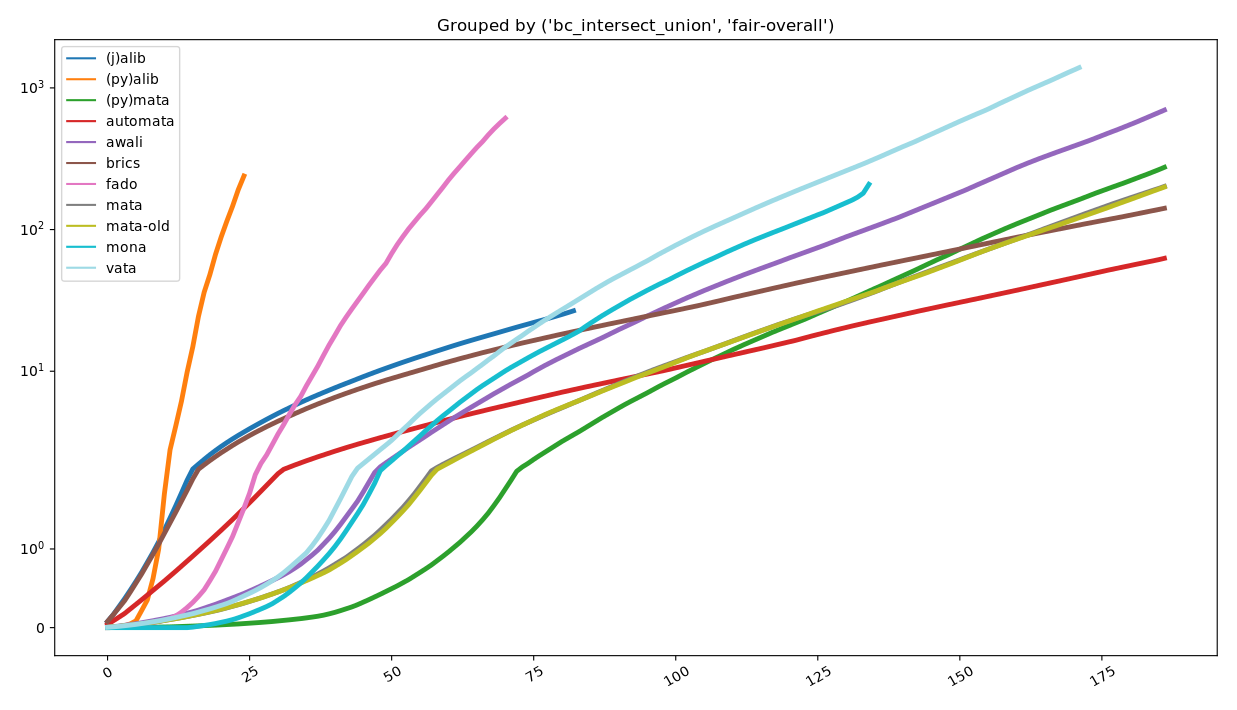 Grouped by ('bc_intersect_union', 'fair-overall')
(j)alib
(py)alib
(py)mata
automata
awali
brics
fado
mata
mata-old
mona
vata
10³
10²
10¹
10⁰
0
0
25
50
75
100
125
150
175